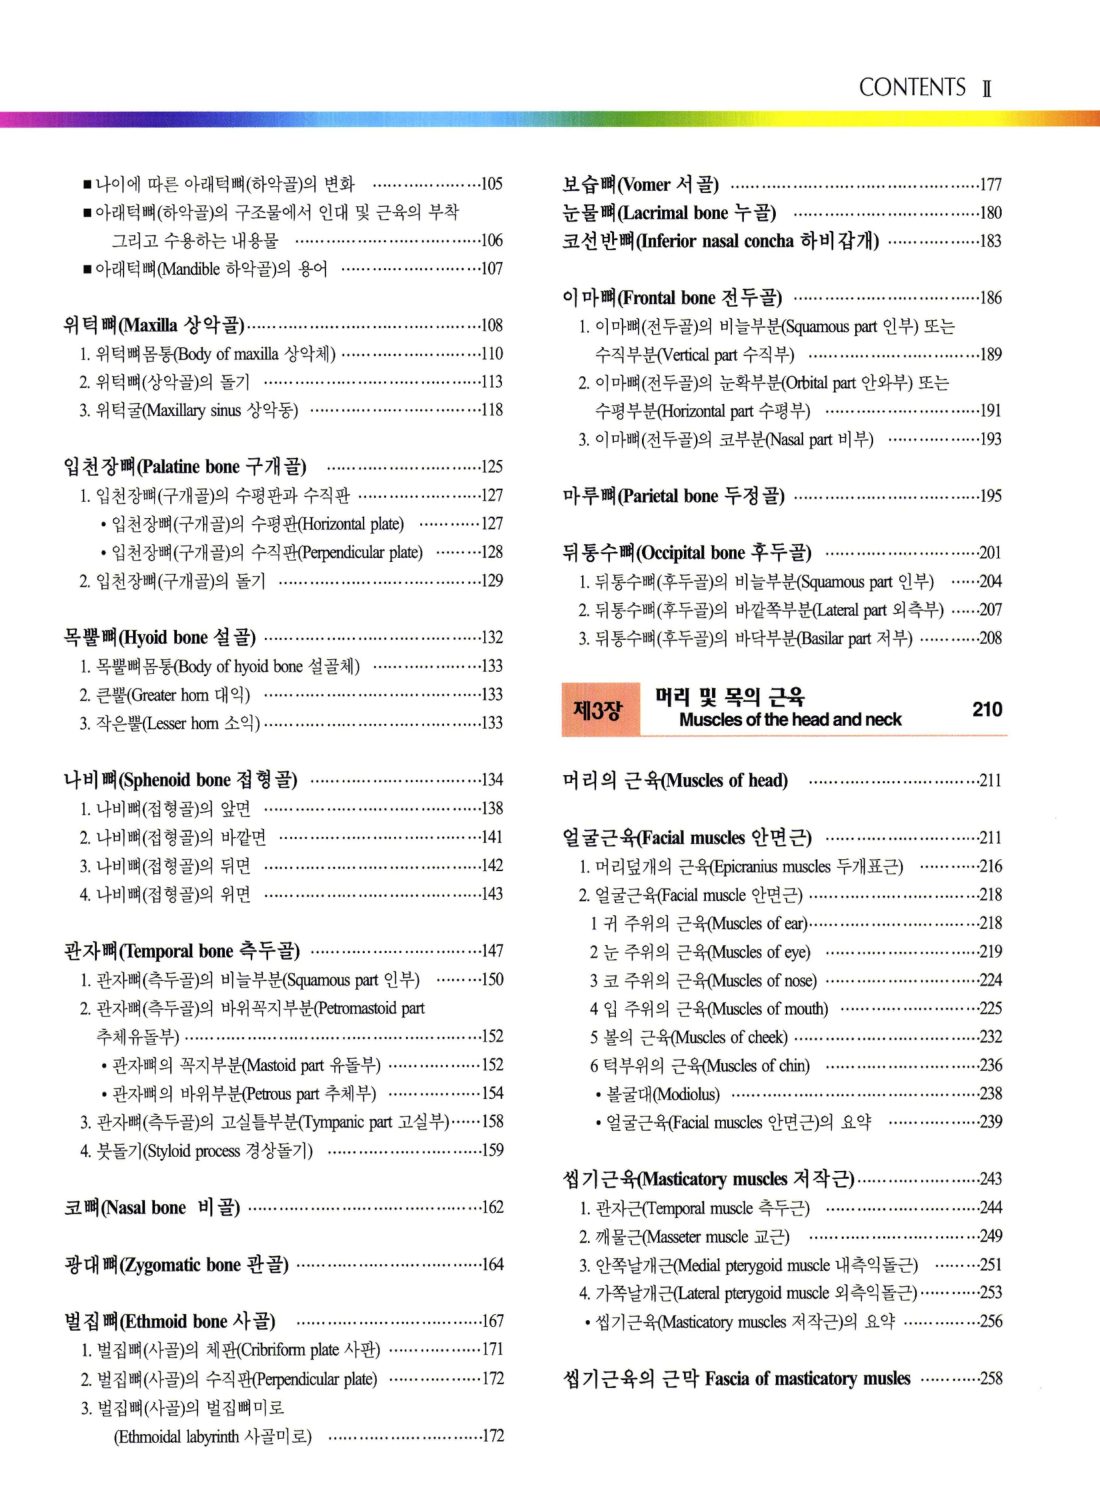 CONTENTS Ⅱ
■ 나이에 따른 아래턱뼈(하악골)의 변화 ·····················105
■ 아래턱뼈(하악골)의 구조물에서 인대 및 근육의 부착
그리고 수용하는 내용물 ···································106
■ 아래턱뼈(Mandible 하악골)의 용어 ··························107
위턱뼈(Maxilla 상악골)············································108
1. 위턱뼈몸통(Body of maxilla 상악체) ··························110
2. 위턱뼈(상악골)의 돌기 ·········································113
3. 위턱굴(Maxillary sinus 상악동) ································118
입천장뼈(Palatine bone 구개골) ·····························125
1. 입천장뼈(구개골)의 수평판과 수직판 ·······················127
• 입천장뼈(구개골)의 수평판(Horizontal plate) ············127
• 입천장뼈(구개골)의 수직판(Perpendicular plate) ·········128
2. 입천장뼈(구개골)의 돌기 ······································129
목뿔뼈(Hyoid bone 설골) ·········································132
1. 목뿔뼈몸통(Body of hyoid bone 설골체) ·····················133
2. 큰뿔(Greater horn 대익) ·········································133
3. 작은뿔(Lesser horn 소익)·········································133
나비뼈(Sphenoid bone 접형골) ································134
1. 나비뼈(접형골)의 앞면 ·········································138
2. 나비뼈(접형골)의 바깥면 ······································141
3. 나비뼈(접형골)의 뒤면 ·········································142
4. 나비뼈(접형골)의 위면 ·········································143
관자뼈(Temporal bone 측두골) ································147
1. 관자뼈(측두골)의 비늘부분(Squamous part 인부) ·········150
2. 관자뼈(측두골)의 바위꼭지부분(Petromastoid part
추체유돌부) ························································152
• 관자뼈의 꼭지부분(Mastoid part 유돌부) ··················152
• 관자뼈의 바위부분(Petrous part 추체부) ··················154
3. 관자뼈(측두골)의 고실틀부분(Tympanic part 고실부)······158
4. 붓돌기(Styloid process 경상돌기) ·····························159
코뼈(Nasal bone 비골) ············································162
광대뼈(Zygomatic bone 관골) ···································164
벌집뼈(Ethmoid bone 사골) ···································167
1. 벌집뼈(사골)의 체판(Cribriform plate 사판) ··················171
2. 벌집뼈(사골)의 수직판(Perpendicular plate) ··················172
3. 벌집뼈(사골)의 벌집뼈미로
(Ethmoidal labyrinth 사골미로) ·····························172
보습뼈(Vomer 서골) ···············································177
눈물뼈(Lacrimal bone 누골) ···································180
코선반뼈(Inferior nasal concha 하비갑개) ·················183
이마뼈(Frontal bone 전두골) ···································186
1. 이마뼈(전두골)의 비늘부분(Squamous part 인부) 또는
수직부분(Vertical part 수직부) ································189
2. 이마뼈(전두골)의 눈확부분(Orbital part 안와부) 또는
수평부분(Horizontal part 수평부) ·····························191
3. 이마뼈(전두골)의 코부분(Nasal part 비부) ·················193
마루뼈(Parietal bone 두정골) ···································195
뒤통수뼈(Occipital bone 후두골) ·····························201
1. 뒤통수뼈(후두골)의 비늘부분(Squamous part 인부) ······204
2. 뒤통수뼈(후두골)의 바깥쪽부분(Lateral part 외측부) ······207
3. 뒤통수뼈(후두골)의 바닥부분(Basilar part 저부) ············208
제3장 머리 및 목의 근육 210
Muscles of the head and neck
머리의 근육(Muscles of head) ································211
얼굴근육(Facial muscles 안면근) ·····························211
1. 머리덮개의 근육(Epicranius muscles 두개표근) ············216
2. 얼굴근육(Facial muscle 안면근) ································218
1 귀 주위의 근육(Muscles of ear)································218
2 눈 주위의 근육(Muscles of eye) ·····························219
3 코 주위의 근육(Muscles of nose) ·····························224
4 입 주위의 근육(Muscles of mouth) ··························225
5 볼의 근육(Muscles of cheek) ···································232
6 턱부위의 근육(Muscles of chin) ·····························236
• 볼굴대(Modiolus) ···············································238
• 얼굴근육(Facial muscles 안면근)의 요약 ·················239
씹기근육(Masticatory muscles 저작근)·······················243
1. 관자근(Temporal muscle 측두근) ·····························244
2. 깨물근(Masseter muscle 교근) ································249
3. 안쪽날개근(Medial pterygoid muscle 내측익돌근) ·········251
4. 가쪽날개근(Lateral pterygoid muscle 외측익돌근)···········253
• 씹기근육(Masticatory muscles 저작근)의 요약 ··············256
씹기근육의 근막 Fascia of masticatory musles ············258